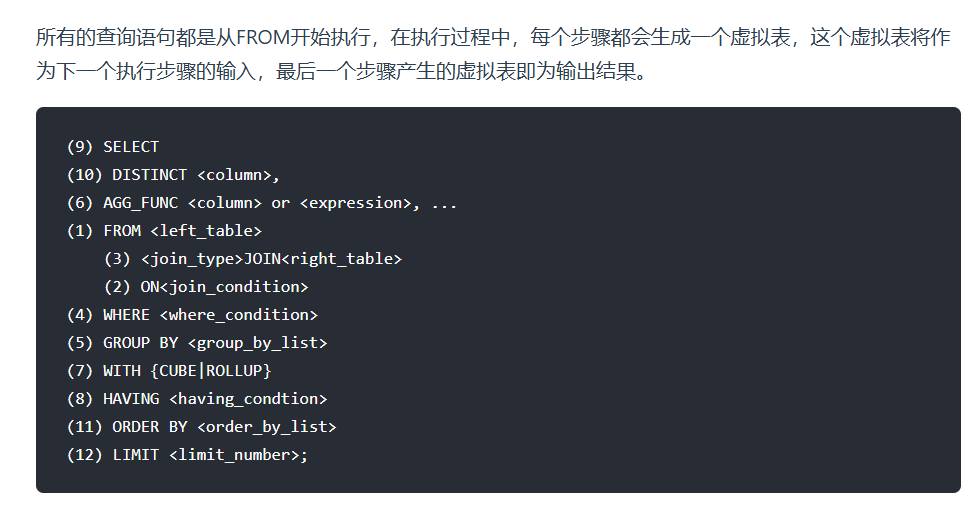 所有的查询语句都是从FROM开始执行，在执行过程中，每个步骤都会生成一个虚拟表，这个虚拟表将作
为下一个执行步骤的输入，最后一个步骤产生的虚拟表即为输出结果。
(9) SELECT
(10) DISTINCT <column>,
(6) AGG_FUNC <column> or <expression>, ...
(1) FROM <left_table>
    (3) <join_type>JOIN<right_table>
    (2) ON<join_condition>
(4) WHERE <where_condition>
(5) GROUP BY <group_by_list>
(7) WITH {CUBE|ROLLUP}
(8) HAVING <having_condtion>
(11) ORDER BY <order_by_list>
(12) LIMIT <limit_number>;